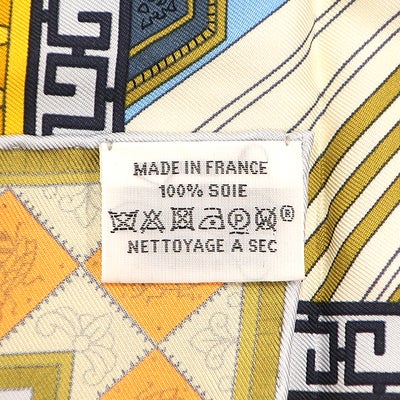 MADE IN FRANCE
100% SOIE
P ®
NETTOYAGE A SEC